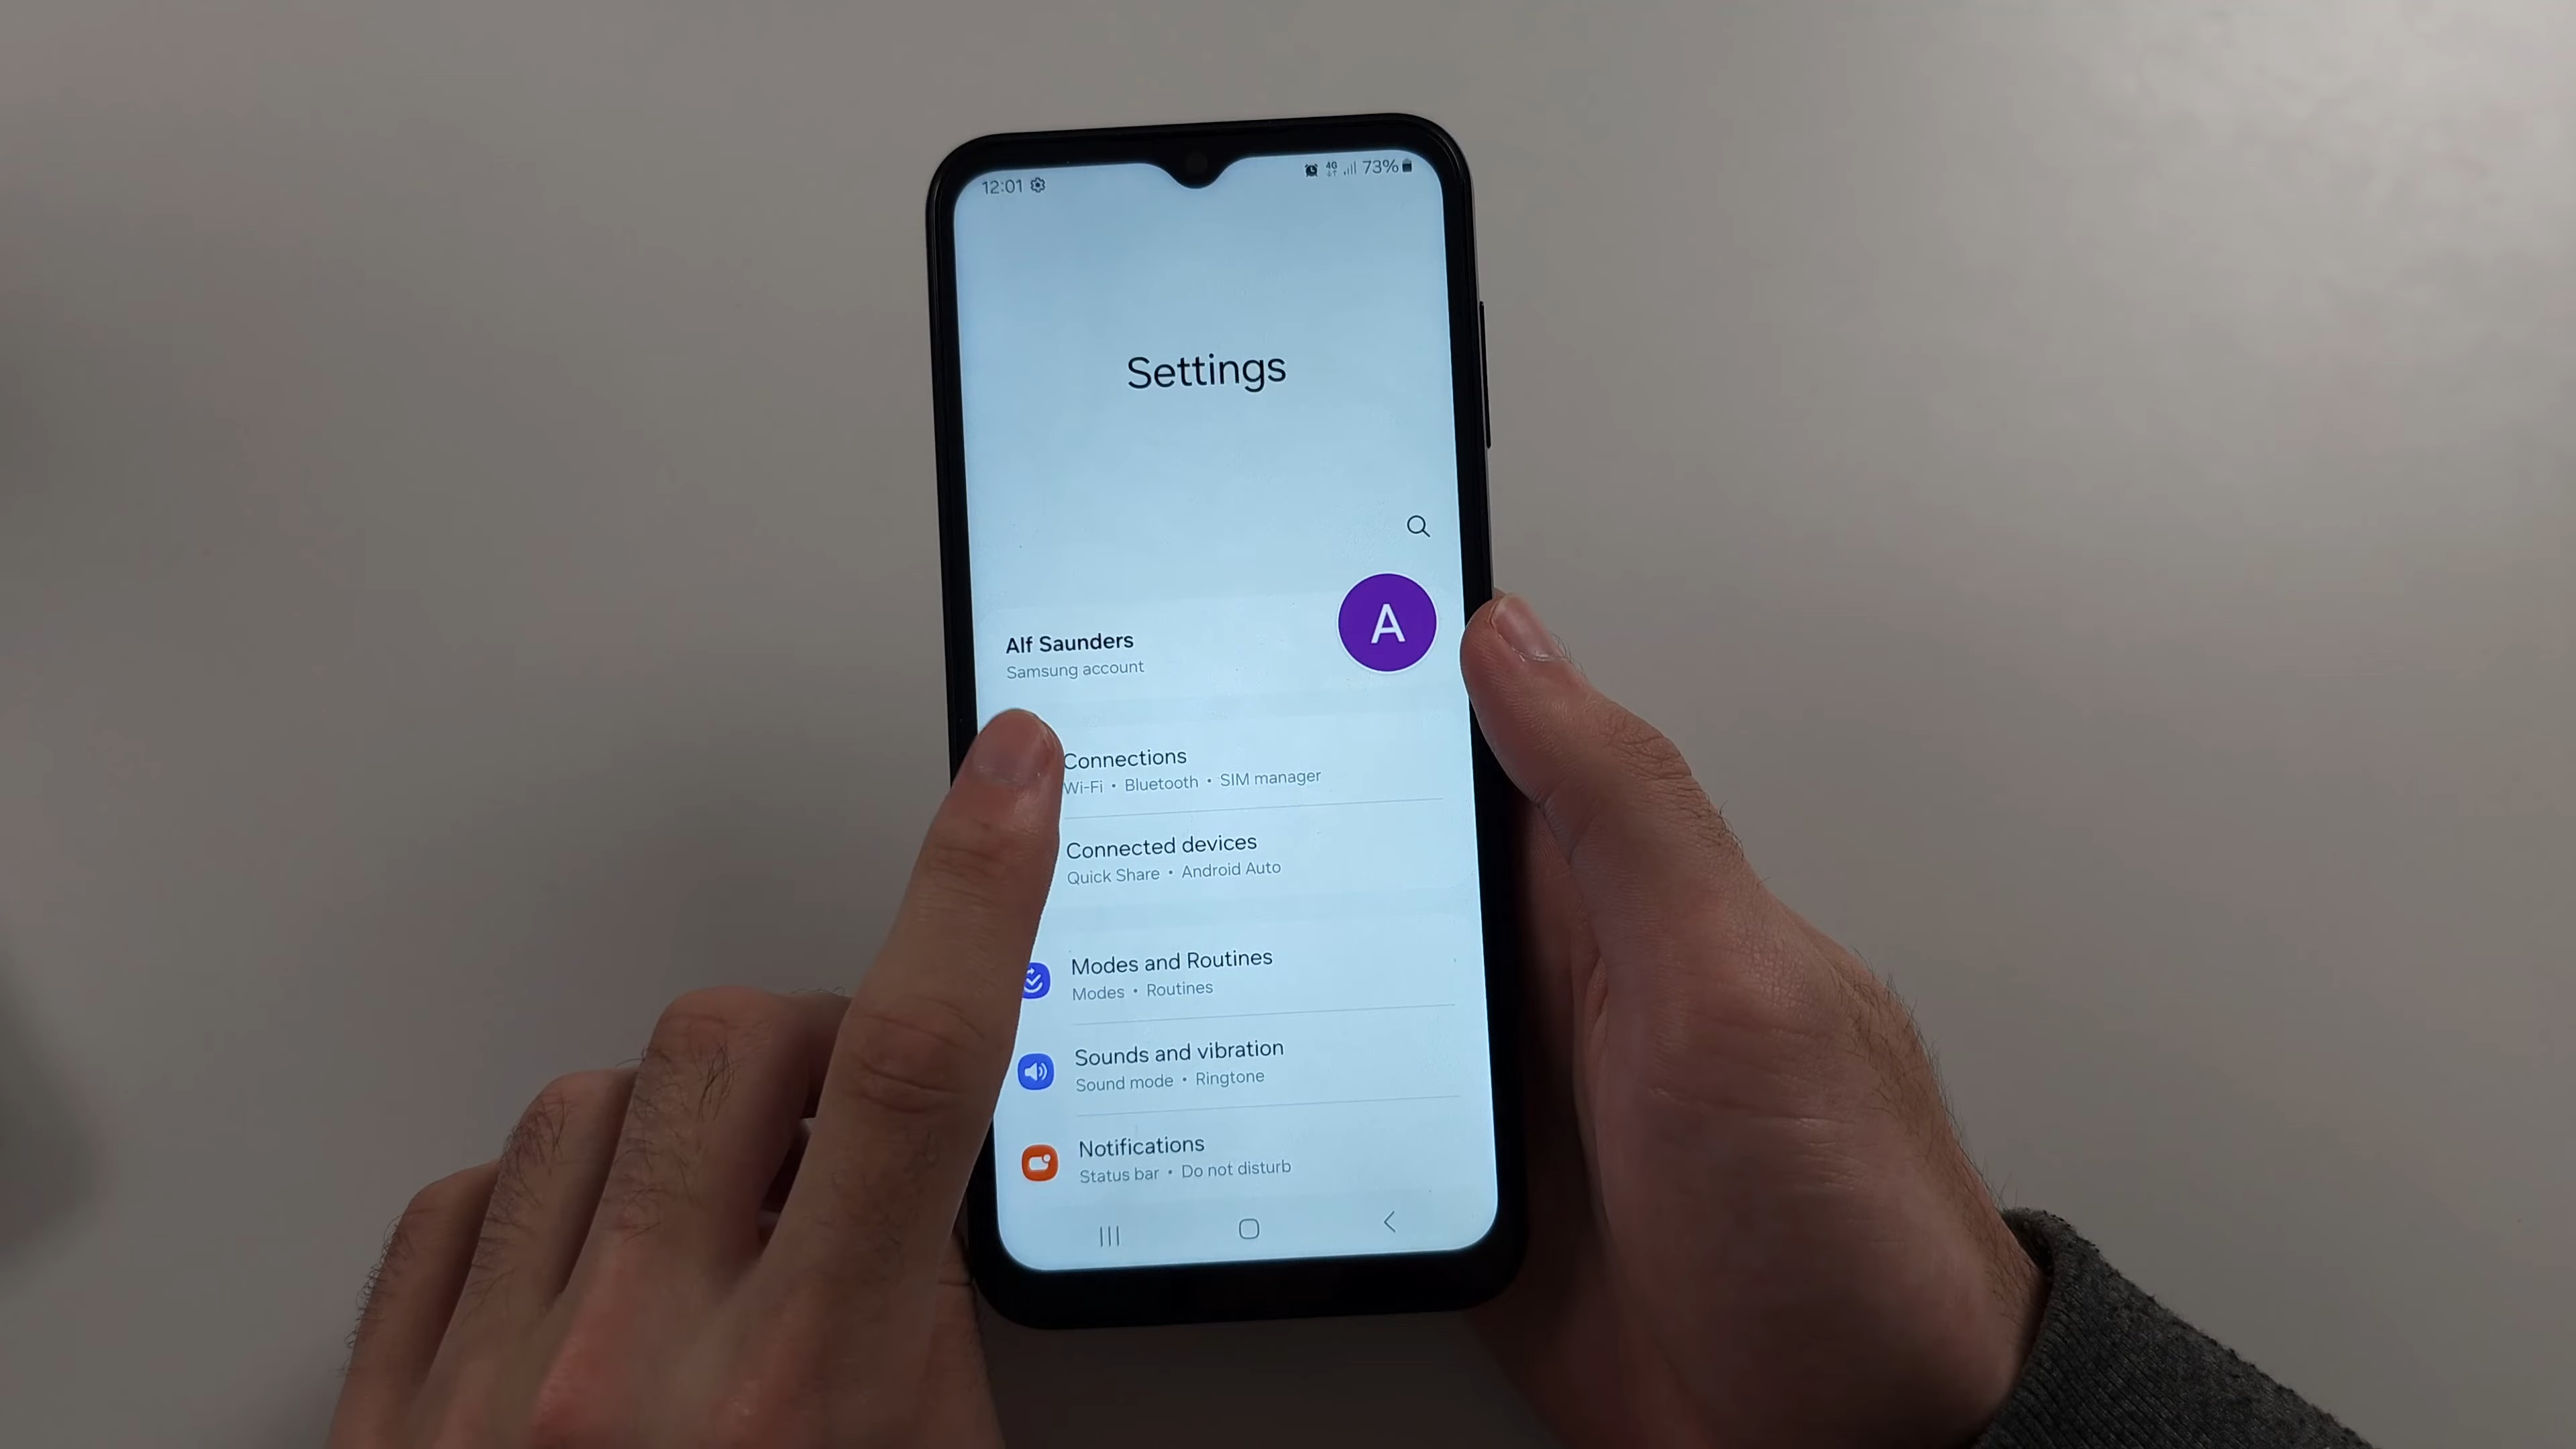 12:01
4G 73%
Settings
Alf Saunders
A
Samsung account
Connections
Wi-Fi • Bluetooth • SIM manager
Connected devices
Quick Share • Android Auto
Modes and Routines
Modes • Routines
Sounds and vibration
Sound mode • Ringtone
Notifications
Status bar • Do not disturb